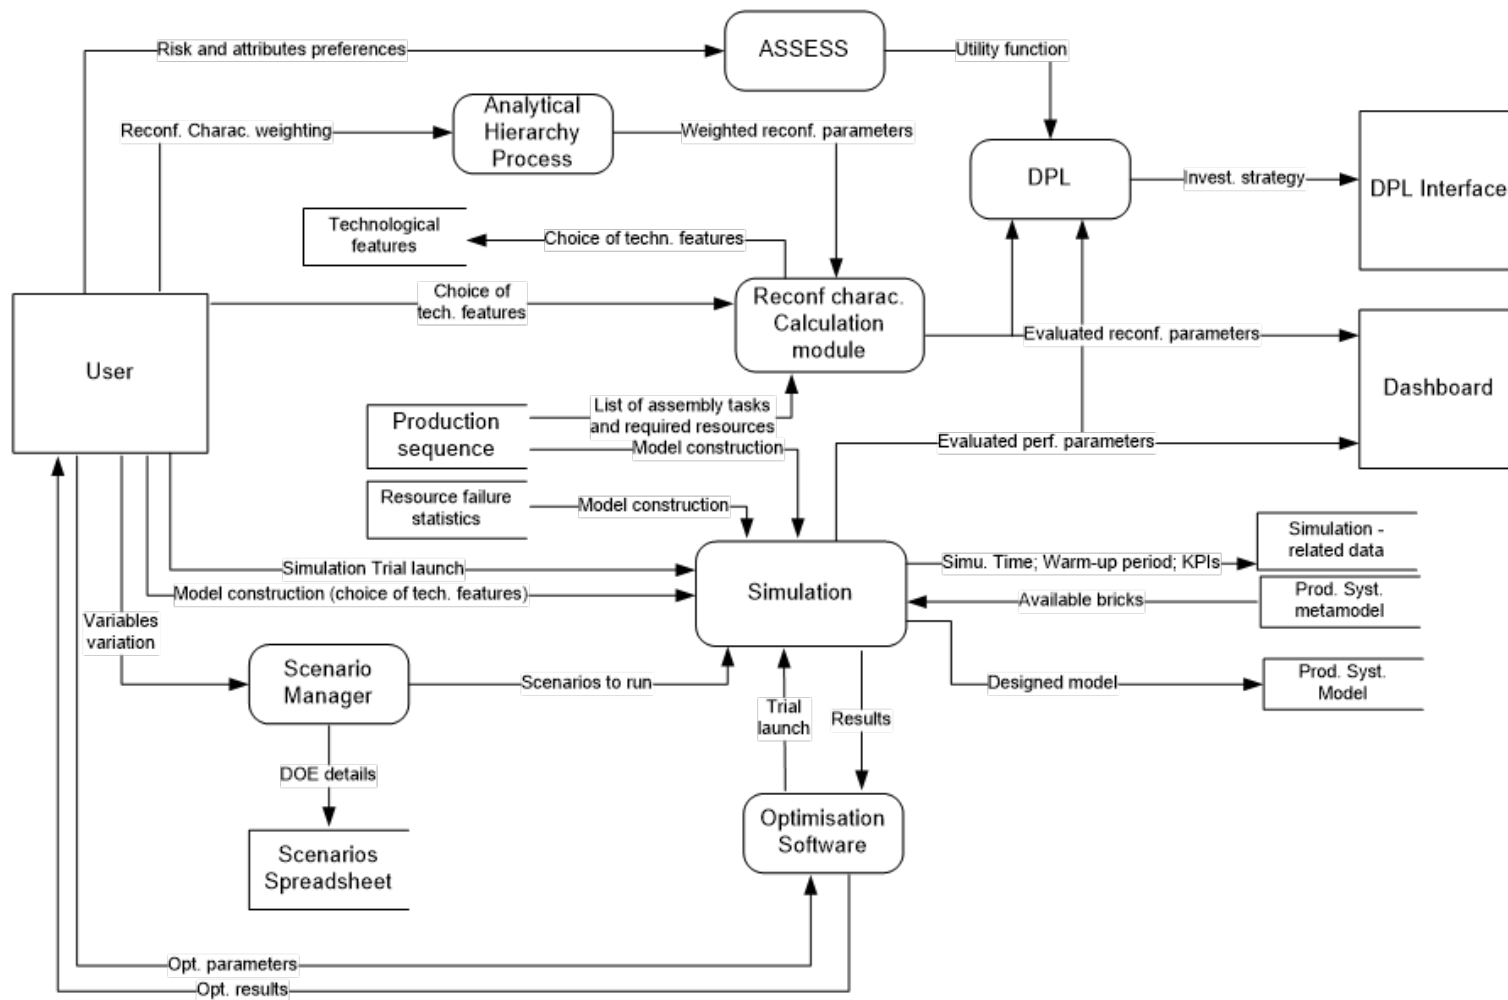 Risk and attributes preferences
ASSESS
Utility function
Reconf. Charac. weighting
Analytical
Hierarchy
Process
Weighted reconf. parameters
DPL
Invest. strategy
DPL Interface
Technological
features
Choice of techn. features
User
Choice of
tech. features
Reconf charac.
Calculation
module
Evaluated reconf. parameters
Dashboard
Production
sequence
List of assembly tasks
and required resources
Model construction
Evaluated perf. parameters
Resource failure
statistics
Model construction
Simulation Trial launch
Model construction (choice of tech. features)
Simulation
Simu. Time; Warm-up period; KPIs
Simulation -
related data
Available bricks
Prod. Syst.
metamodel
Variables
variation
Scenario
Manager
Scenarios to run
Designed model
Prod. Syst.
Model
Trial
launch
Results
DOE details
Scenarios
Spreadsheet
Optimisation
Software
Opt. parameters
Opt. results